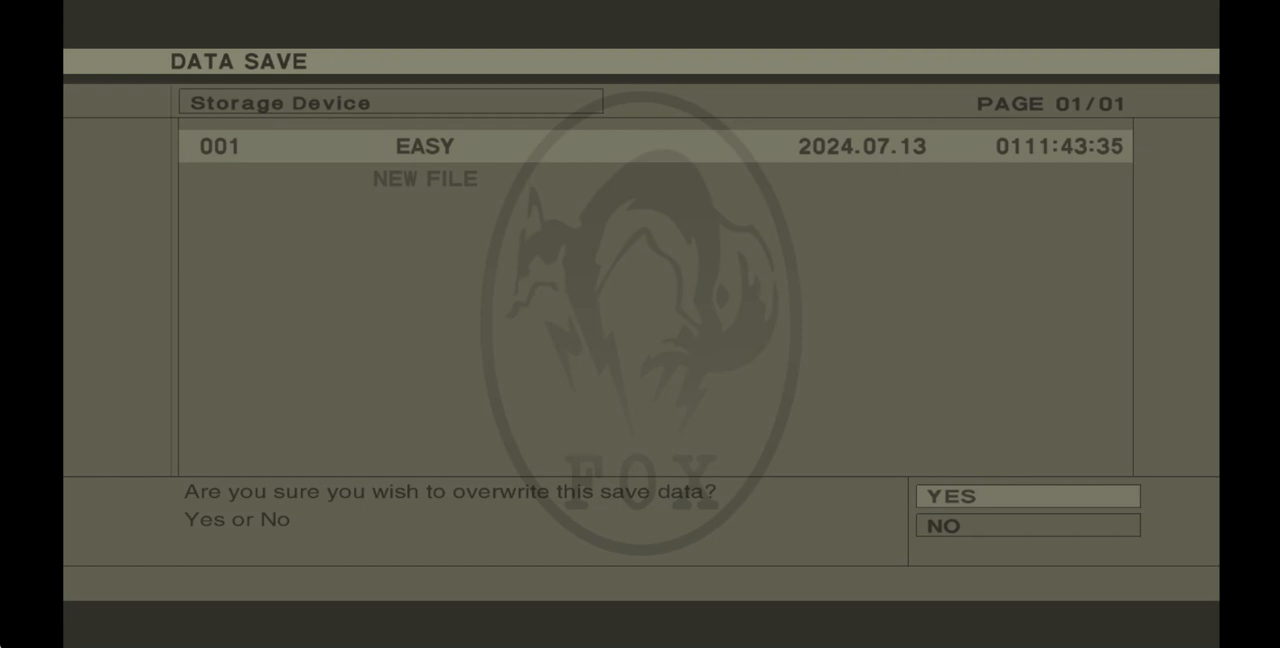 DATA SAVE
Storage Device PAGE 01/01
001 EASY 2024.07.13 0111:43:35
NEW FILE
FOX
Are you sure you wish to overwrite this save data?
Yes or No
YES
NO